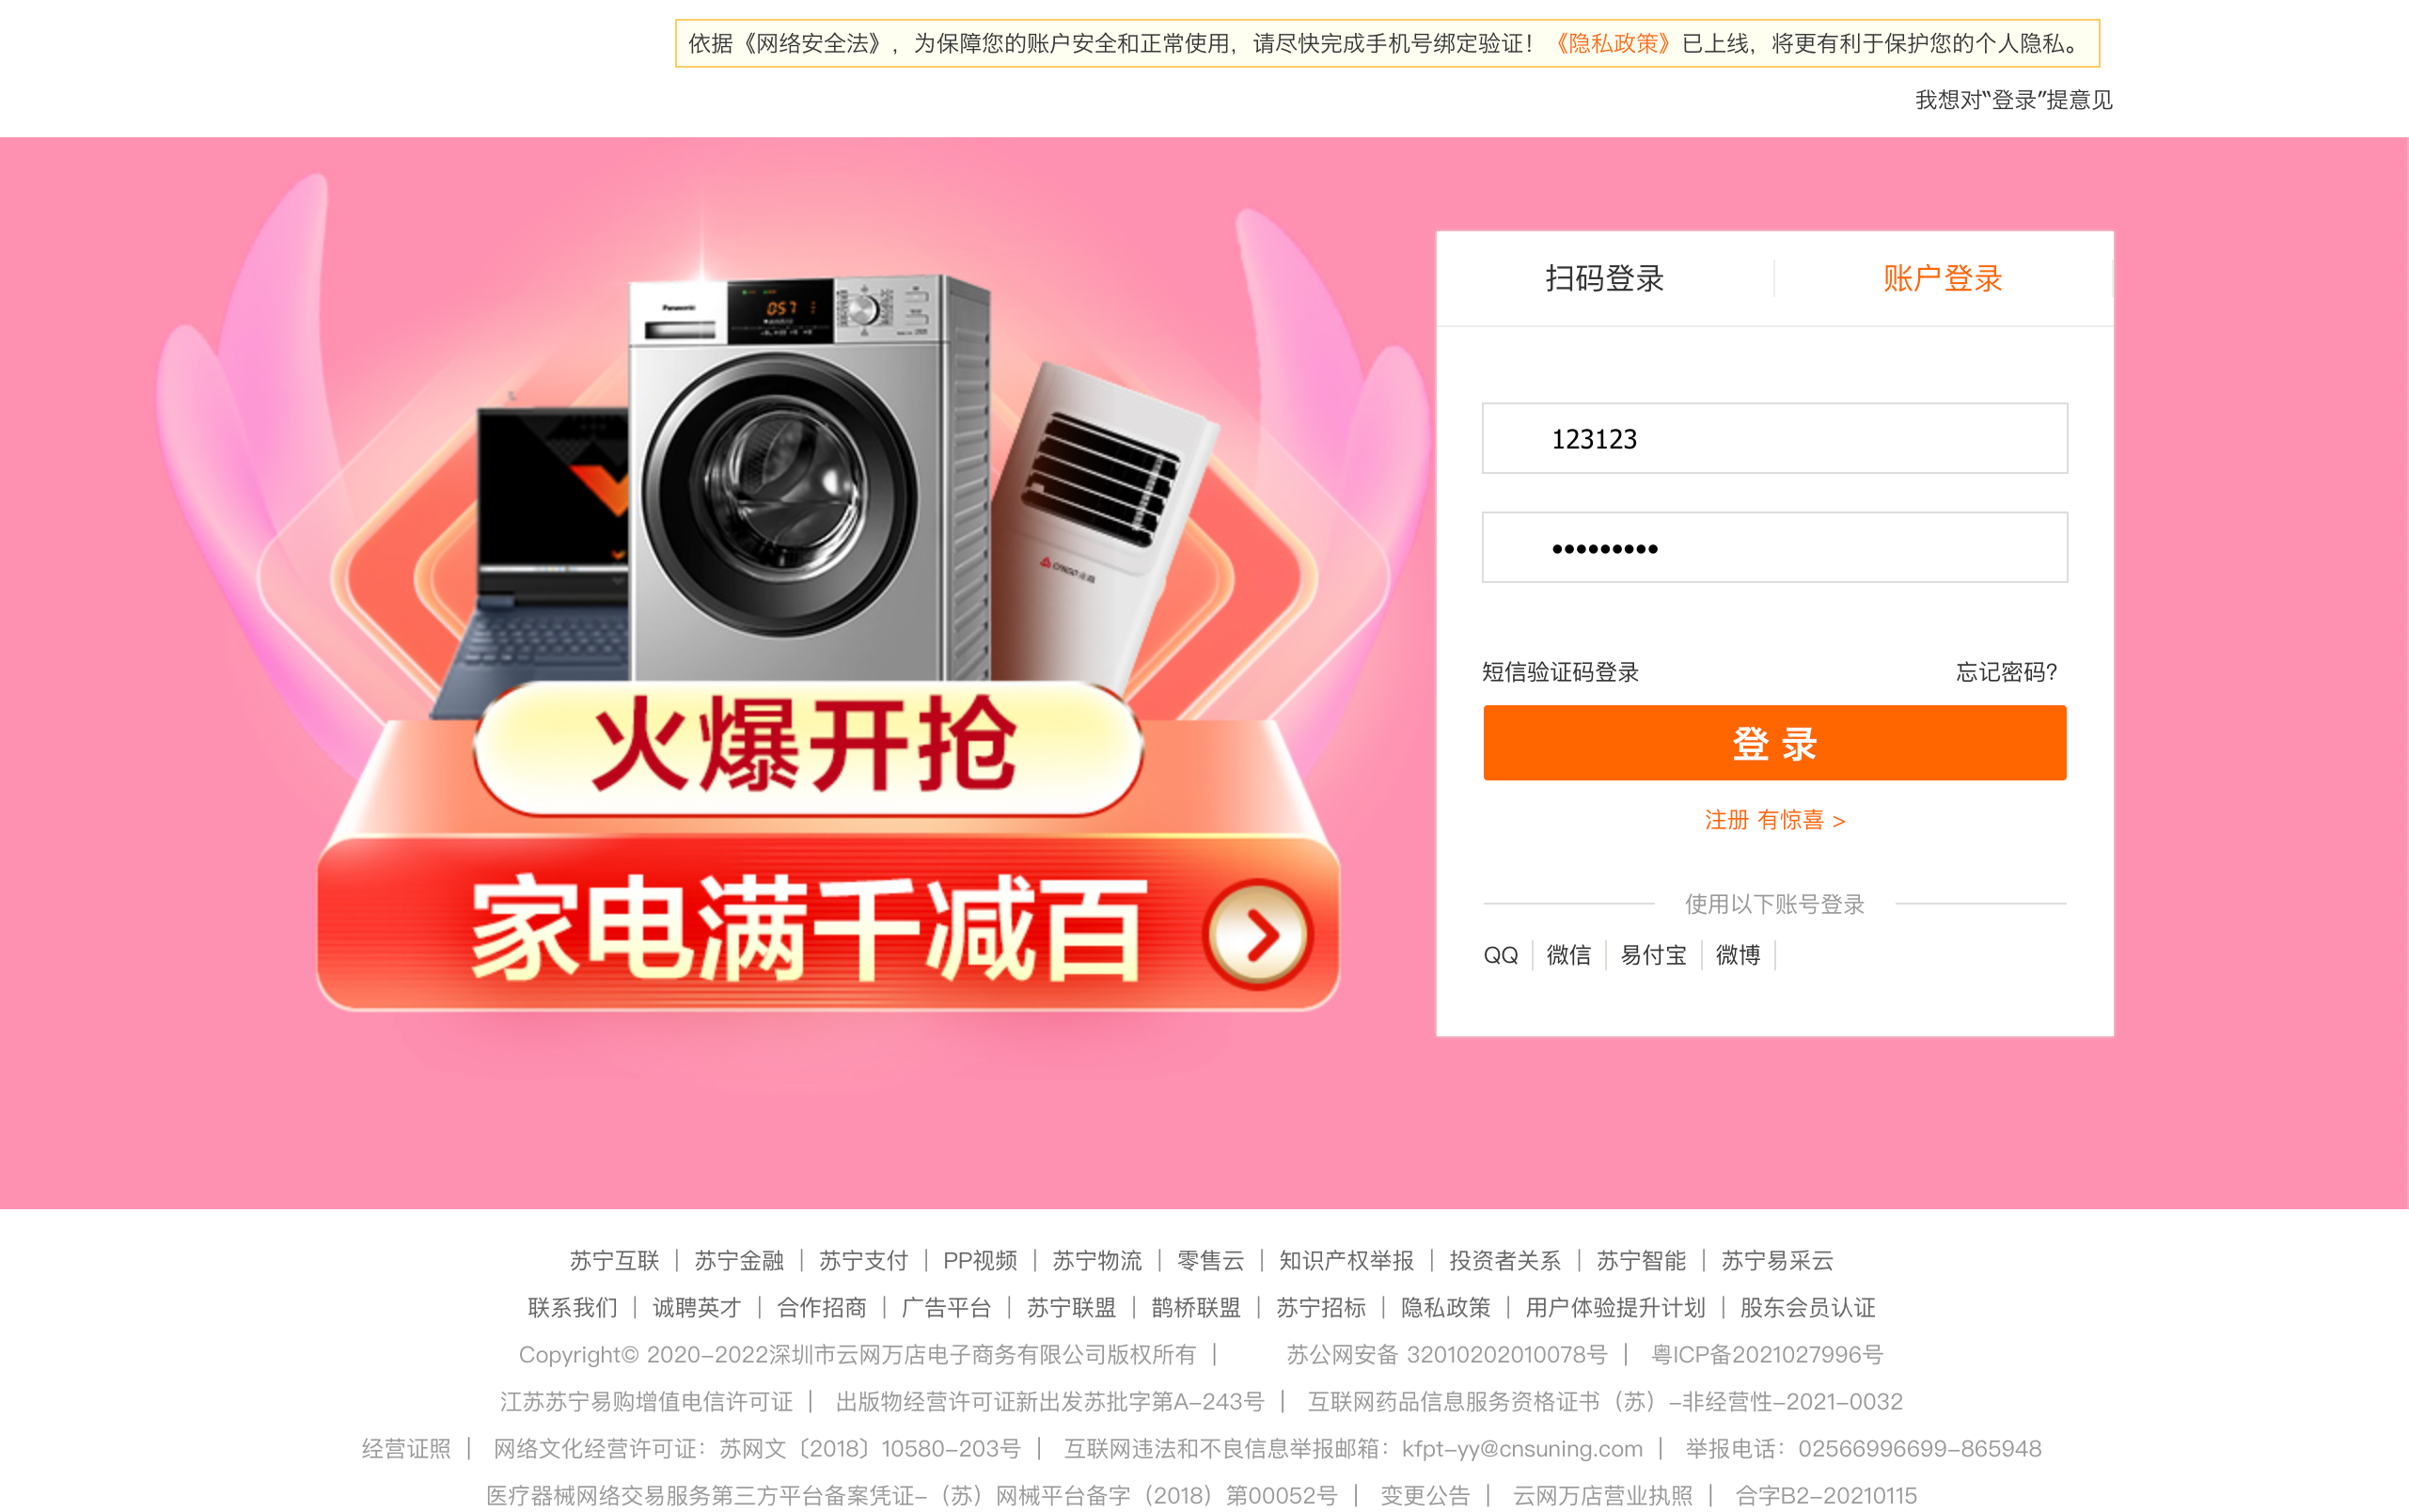 依据《网络安全法》，为保障您的账户安全和正常使用，请尽快完成手机号绑定验证！《隐私政策》已上线，将更有利于保护您的个人隐私。
我想对“登录”提意见
Panasonic
057
火爆开抢
家电满千减百
扫码登录 账户登录
123123
•••••••••
短信验证码登录 忘记密码?
登 录
注册 有惊喜 >
使用以下账号登录
QQ | 微信 | 易付宝 | 微博 |
苏宁互联 | 苏宁金融 | 苏宁支付 | PP视频 | 苏宁物流 | 零售云 | 知识产权举报 | 投资者关系 | 苏宁智能 | 苏宁易采云
联系我们 | 诚聘英才 | 合作招商 | 广告平台 | 苏宁联盟 | 鹊桥联盟 | 苏宁招标 | 隐私政策 | 用户体验提升计划 | 股东会员认证
Copyright© 2020-2022深圳市云网万店电子商务有限公司版权所有 | 苏公网安备 32010202010078号 | 粤ICP备2021027996号
江苏苏宁易购增值电信许可证 | 出版物经营许可证新出发苏批字第A-243号 | 互联网药品信息服务资格证书（苏）-非经营性-2021-0032
经营证照 | 网络文化经营许可证：苏网文〔2018〕10580-203号 | 互联网违法和不良信息举报邮箱：kfpt-yy@cnsuning.com | 举报电话：02566996699-865948
医疗器械网络交易服务第三方平台备案凭证-（苏）网械平台备字（2018）第00052号 | 变更公告 | 云网万店营业执照 | 合字B2-20210115